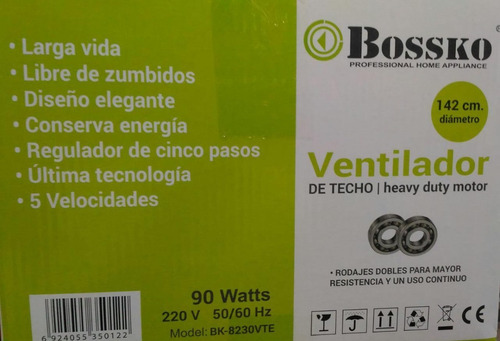 • Larga vida
• Libre de zumbidos
• Diseño elegante
• Conserva energía
• Regulador de cinco pasos
• Última tecnología
• 5 Velocidades
90 Watts
220 V 50/60 Hz
Model: BK-8230VTE
6 924055 350122
BOSSKO
PROFESSIONAL HOME APPLIANCE
142 cm.
diámetro
Ventilador
DE TECHO | heavy duty motor
• RODAJES DOBLES PARA MAYOR
RESISTENCIA Y UN USO CONTINUO
CE